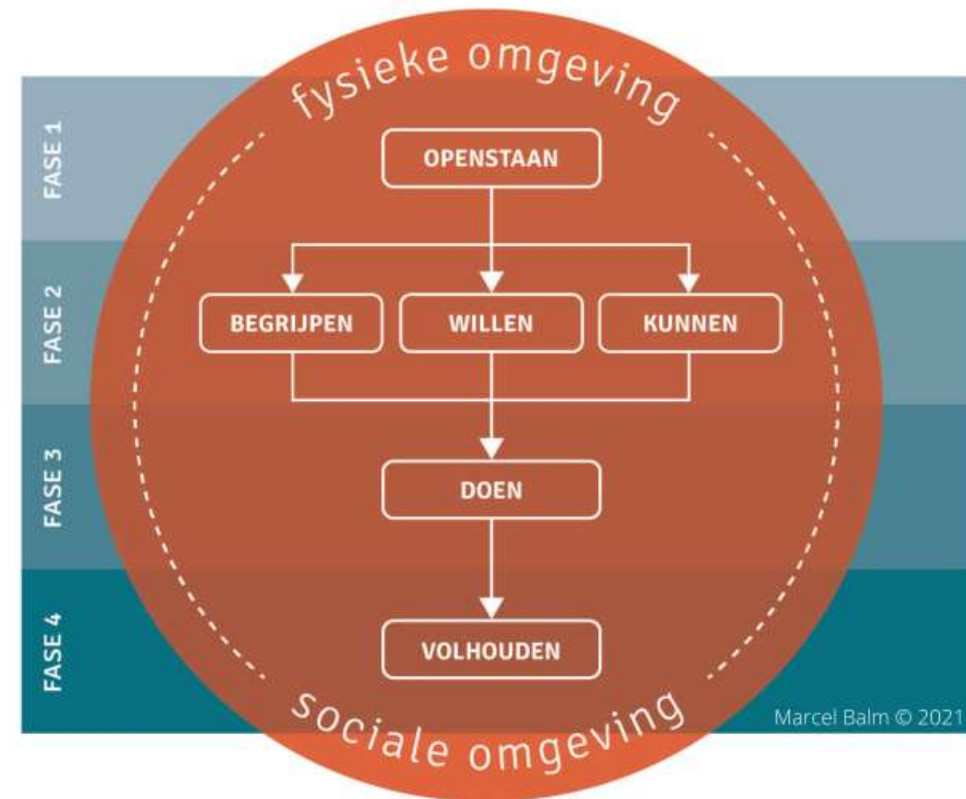 fysieke omgeving
FASE 1
OPENSTAAN
FASE 2
BEGRIJPEN
WILLEN
KUNNEN
FASE 3
DOEN
FASE 4
VOLHOUDEN
sociale omgeving
Marcel Balm © 2021